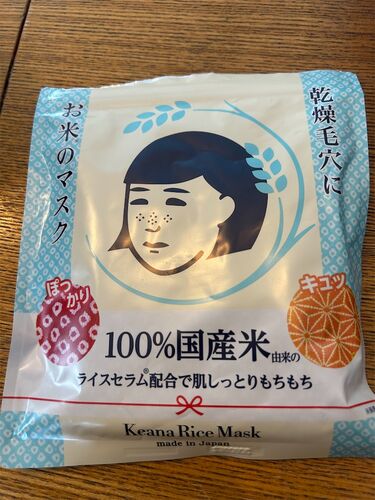 乾燥毛穴に
お米のマスク
ぽっかり
キュッ
100%国産米由来の
ライスセラム®配合で肌しっとりもちもち
Keana Rice Mask
made in Japan